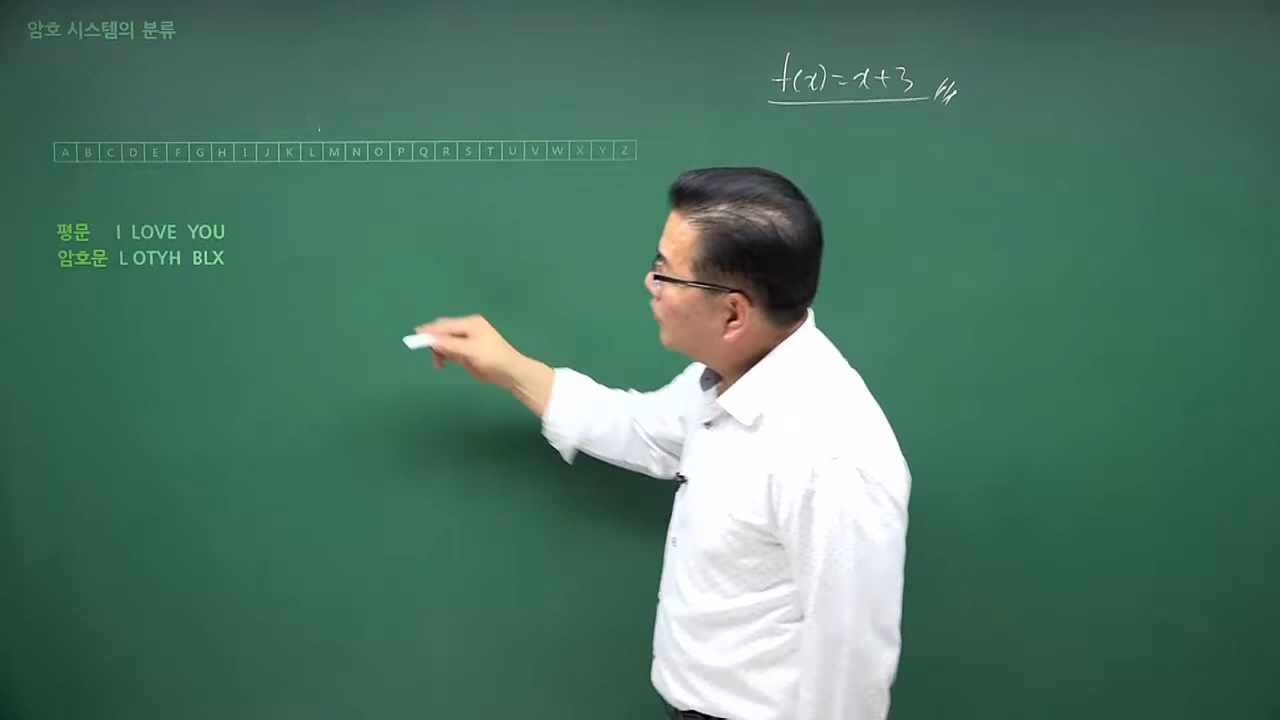 암호 시스템의 분류
f(x)=x+3
A B C D E F G H I J K L M N O P Q R S T U V W X Y Z
평문 I LOVE YOU
암호문 L OTYH BLX